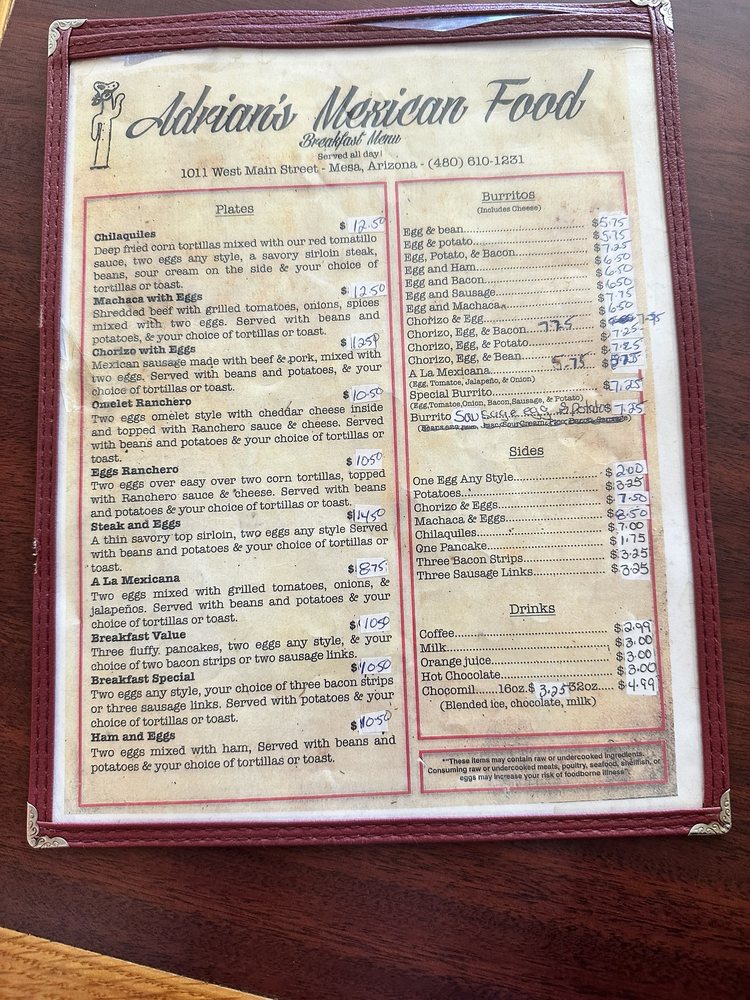 Adrian's Mexican Food
Breakfast Menu
Served all day!
1011 West Main Street - Mesa, Arizona - (480) 610-1231
Plates
Chilaquiles $ 12.50
Deep fried corn tortillas mixed with our red tomatillo
sauce, two eggs any style, a savory sirloin steak,
beans, sour cream on the side & your choice of
tortillas or toast.
Machaca with Eggs $ 12.50
Shredded beef with grilled tomatoes, onions, spices
mixed with two eggs. Served with beans and
potatoes, & your choice of tortillas or toast.
Chorizo with Eggs $ 12.50
Mexican sausage made with beef & pork, mixed with
two eggs. Served with beans and potatoes, & your
choice of tortillas or toast.
Omelet Ranchero $ 10.50
Two eggs omelet style with cheddar cheese inside
and topped with Ranchero sauce & cheese. Served
with beans and potatoes & your choice of tortillas or
toast.
Eggs Ranchero $ 10.50
Two eggs over easy over two corn tortillas, topped
with Ranchero sauce & cheese. Served with beans
and potatoes & your choice of tortillas or toast.
Steak and Eggs $ 14.50
A thin savory top sirloin, two eggs any style Served
with beans and potatoes & your choice of tortillas or
toast.
A La Mexicana $ 8.75
Two eggs mixed with grilled tomatoes, onions, &
jalapeños. Served with beans and potatoes & your
choice of tortillas or toast.
Breakfast Value $ 10.50
Three fluffy pancakes, two eggs any style, & your
choice of two bacon strips or two sausage links.
Breakfast Special $ 10.50
Two eggs any style, your choice of three bacon strips
or three sausage links. Served with potatoes & your
choice of tortillas or toast.
Ham and Eggs $ 10.50
Two eggs mixed with ham, Served with beans and
potatoes & your choice of tortillas or toast.
Burritos
(Includes Cheese)
Egg & bean $5.75
Egg & potato $5.75
Egg, Potato, & Bacon $7.25
Egg and Ham $6.50
Egg and Bacon $6.50
Egg and Sausage $6.50
Egg and Machaca $7.75
Chorizo & Egg $6.50
Chorizo, Egg, & Bacon 7.75 $ 7.75
Chorizo, Egg, & Potato $7.25
Chorizo, Egg, & Bean $7.25
A La Mexicana 5.75 $
(Egg, Tomatoe, Jalapeño, & Onion)
Special Burrito $7.25
(Egg,Tomatoe,Onion, Bacon,Sausage, & Potato)
Burrito egg $ 7.25
Sides
One Egg Any Style $ 2.00
Potatoes $ 3.25
Chorizo & Eggs $ 7.50
Machaca & Eggs $ 8.50
Chilaquiles $ 7.00
One Pancake $ 1.75
Three Bacon Strips $ 3.25
Three Sausage Links $ 3.25
Drinks
Coffee $ 2.99
Milk $ 3.00
Orange juice $ 3.00
Hot Chocolate $ 3.00
Chocomil.....16oz.$ 3.25 32oz.... $ 4.99
(Blended ice, chocolate, milk)
"*These items may contain raw or undercooked ingredients.
Consuming raw or undercooked meats, poultry, seafood, shellfish, or
eggs may increase your risk of foodborne illness".